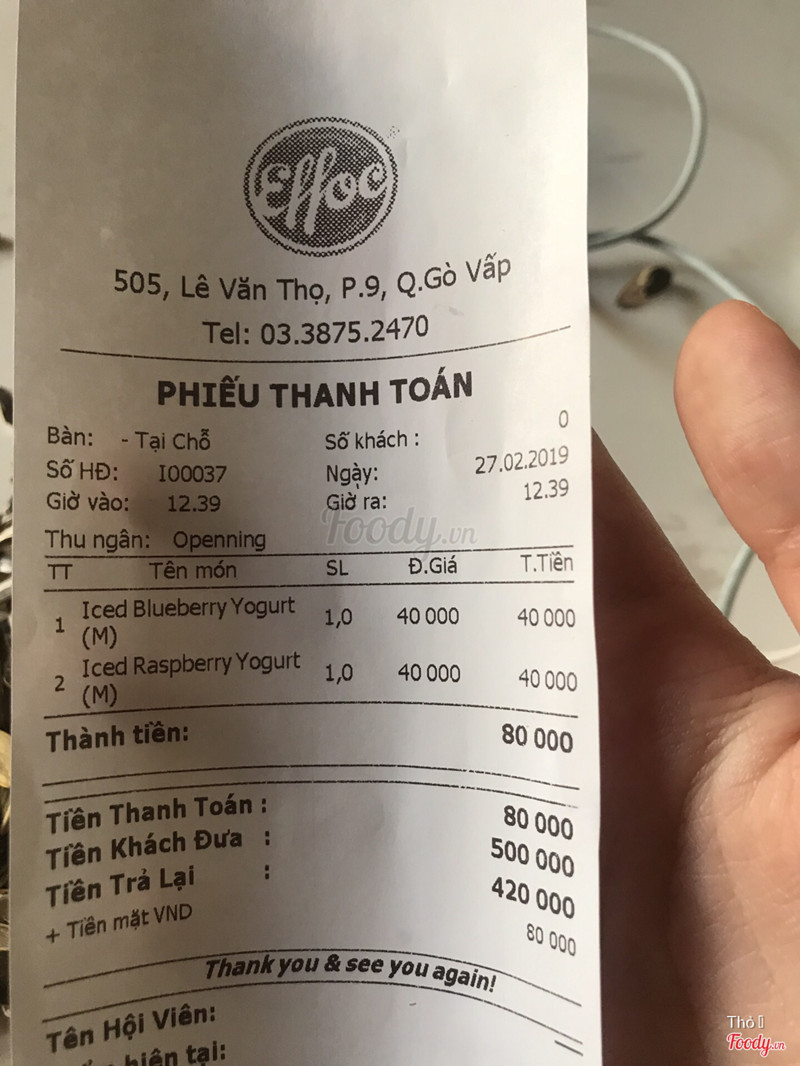 Effoc
505, Lê Văn Thọ, P.9, Q.Gò Vấp
Tel: 03.3875.2470
PHIẾU THANH TOÁN
Bàn: - Tại Chỗ Số khách : 0
Số HĐ: I00037 Ngày: 27.02.2019
Giờ vào: 12.39 Giờ ra: 12.39
Foody.vn
Thu ngân: Openning
TT Tên món SL Đ.Giá T.Tiền
1 Iced Blueberry Yogurt 1,0 40 000 40 000
(M)
2 Iced Raspberry Yogurt 1,0 40 000 40 000
(M)
Thành tiền: 80 000
Tiền Thanh Toán : 80 000
Tiền Khách Đưa : 500 000
Tiền Trả Lại : 420 000
+ Tiền mặt VND 80 000
Thank you & see you again!
Tên Hội Viên:
hiện tại:
Thỏ
Foody.vn